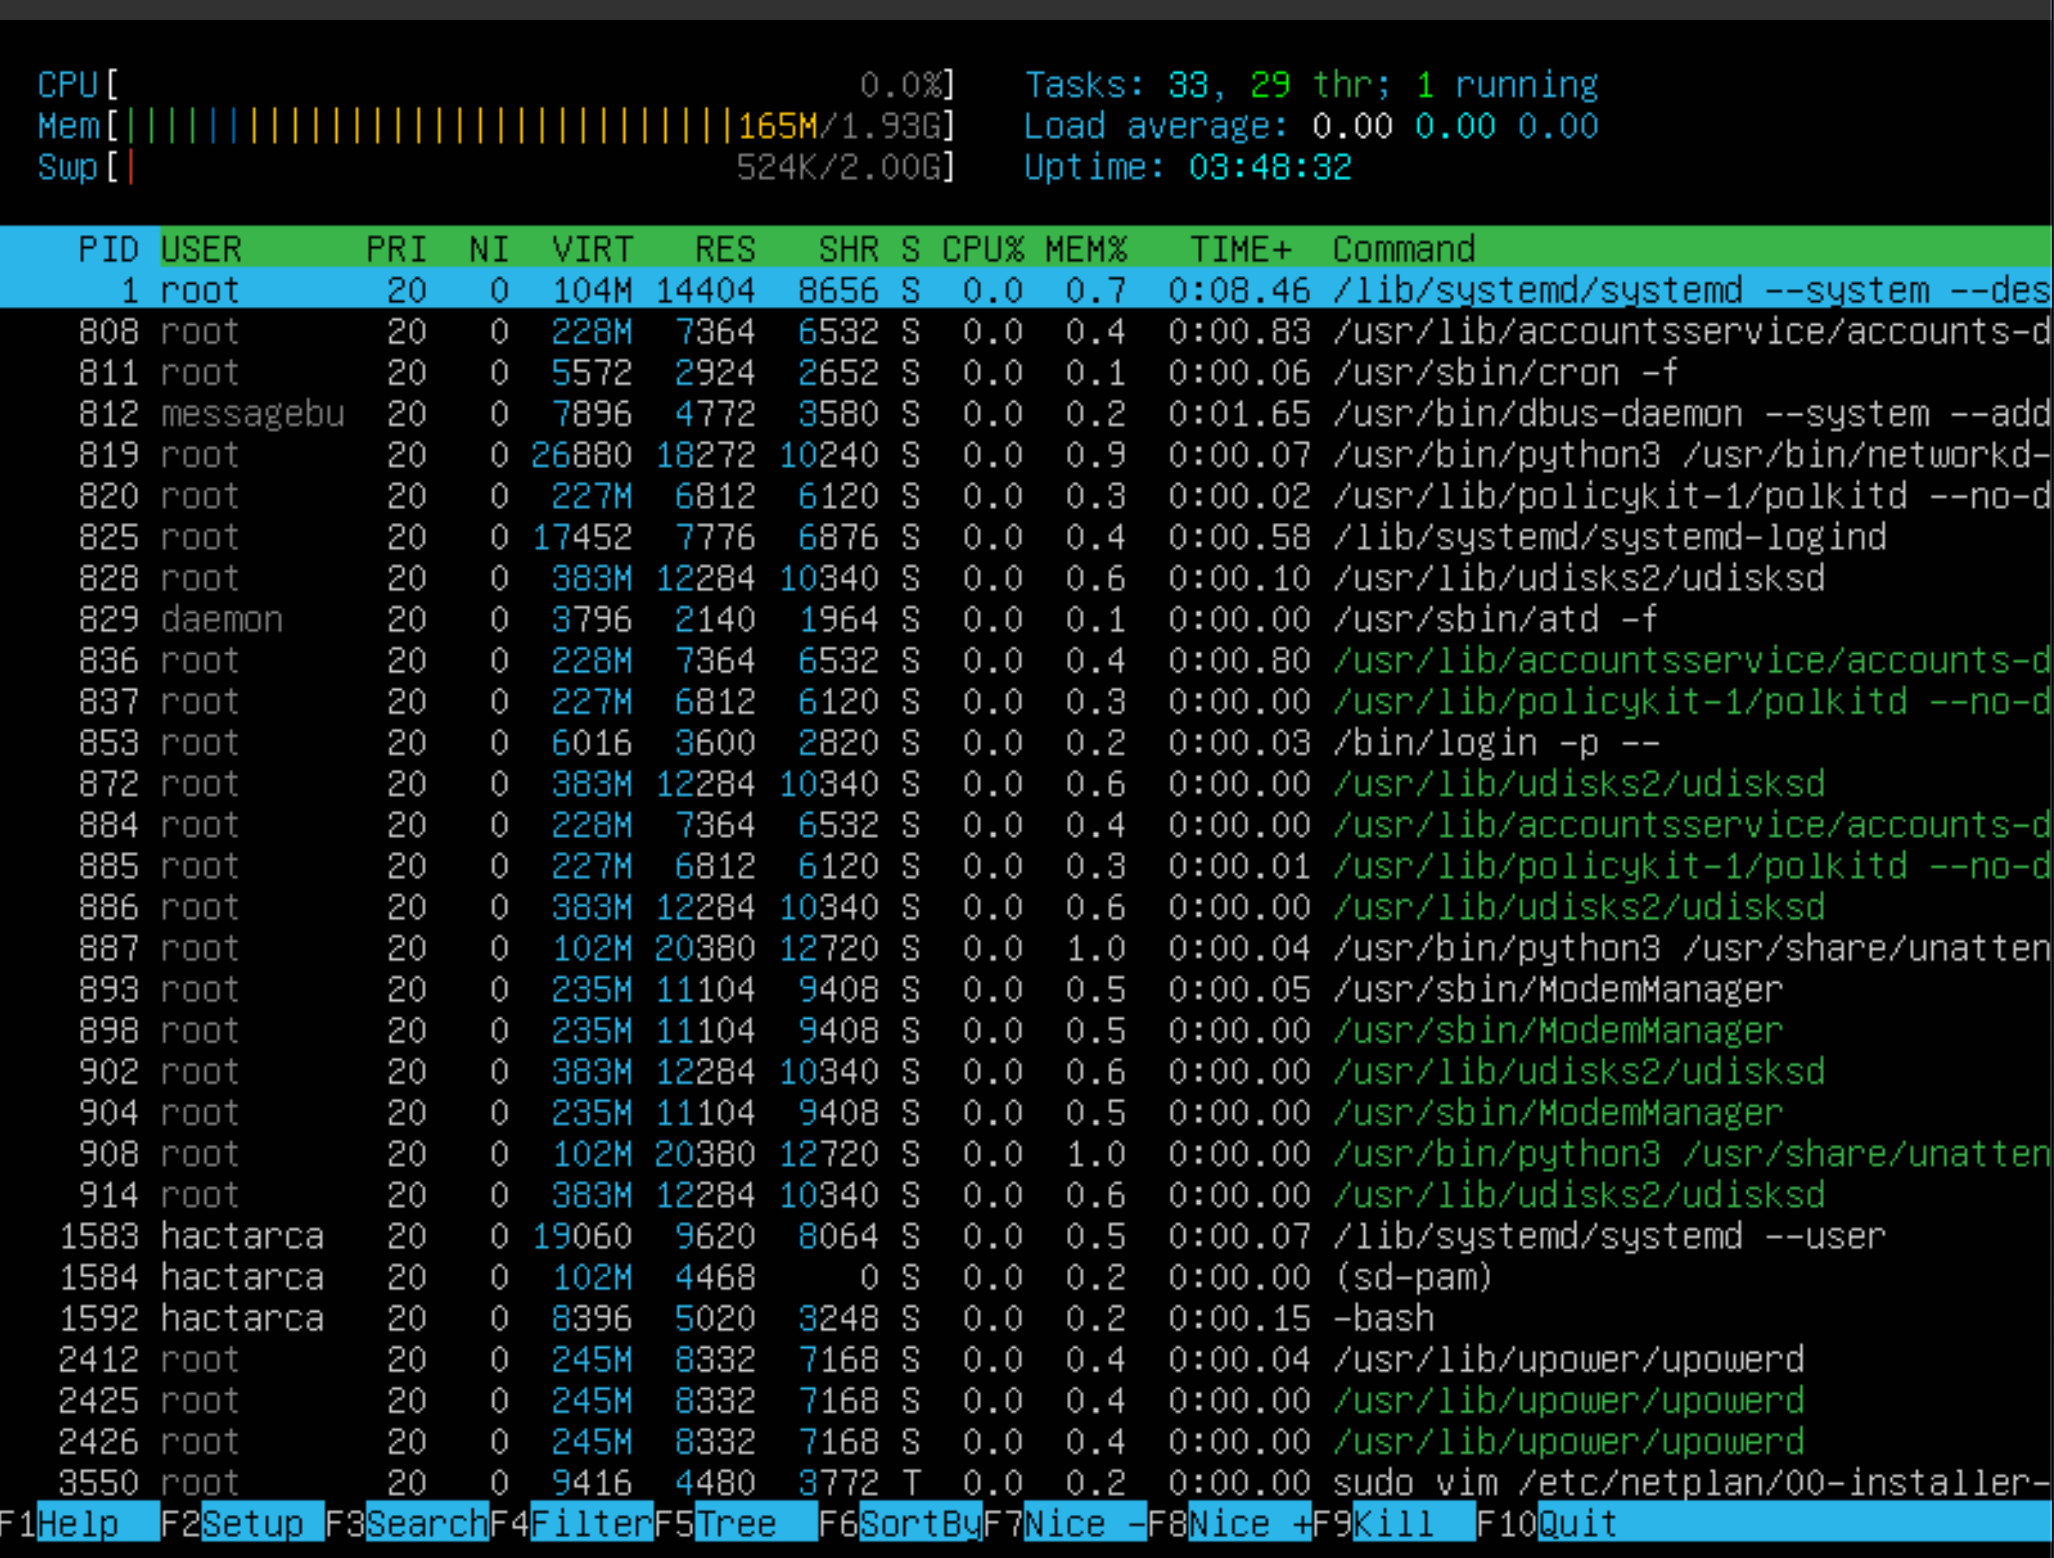 CPU[ 0.0%] Tasks: 33, 29 thr; 1 running
Mem[||||||||||||||||||||||||||||||165M/1.93G] Load average: 0.00 0.00 0.00
Swp[| 524K/2.00G] Uptime: 03:48:32
PID USER PRI NI VIRT RES SHR S CPU% MEM% TIME+ Command
1 root 20 0 104M 14404 8656 S 0.0 0.7 0:08.46 /lib/systemd/systemd --system --des
808 root 20 0 228M 7364 6532 S 0.0 0.4 0:00.83 /usr/lib/accountsservice/accounts-d
811 root 20 0 5572 2924 2652 S 0.0 0.1 0:00.06 /usr/sbin/cron -f
812 messagebu 20 0 7896 4772 3580 S 0.0 0.2 0:01.65 /usr/bin/dbus-daemon --system --add
819 root 20 0 26880 18272 10240 S 0.0 0.9 0:00.07 /usr/bin/python3 /usr/bin/networkd-
820 root 20 0 227M 6812 6120 S 0.0 0.3 0:00.02 /usr/lib/policykit-1/polkitd --no-d
825 root 20 0 17452 7776 6876 S 0.0 0.4 0:00.58 /lib/systemd/systemd-logind
828 root 20 0 383M 12284 10340 S 0.0 0.6 0:00.10 /usr/lib/udisks2/udisksd
829 daemon 20 0 3796 2140 1964 S 0.0 0.1 0:00.00 /usr/sbin/atd -f
836 root 20 0 228M 7364 6532 S 0.0 0.4 0:00.80 /usr/lib/accountsservice/accounts-d
837 root 20 0 227M 6812 6120 S 0.0 0.3 0:00.00 /usr/lib/policykit-1/polkitd --no-d
853 root 20 0 6016 3600 2820 S 0.0 0.2 0:00.03 /bin/login -p --
872 root 20 0 383M 12284 10340 S 0.0 0.6 0:00.00 /usr/lib/udisks2/udisksd
884 root 20 0 228M 7364 6532 S 0.0 0.4 0:00.00 /usr/lib/accountsservice/accounts-d
885 root 20 0 227M 6812 6120 S 0.0 0.3 0:00.01 /usr/lib/policykit-1/polkitd --no-d
886 root 20 0 383M 12284 10340 S 0.0 0.6 0:00.00 /usr/lib/udisks2/udisksd
887 root 20 0 102M 20380 12720 S 0.0 1.0 0:00.04 /usr/bin/python3 /usr/share/unatten
893 root 20 0 235M 11104 9408 S 0.0 0.5 0:00.05 /usr/sbin/ModemManager
898 root 20 0 235M 11104 9408 S 0.0 0.5 0:00.00 /usr/sbin/ModemManager
902 root 20 0 383M 12284 10340 S 0.0 0.6 0:00.00 /usr/lib/udisks2/udisksd
904 root 20 0 235M 11104 9408 S 0.0 0.5 0:00.00 /usr/sbin/ModemManager
908 root 20 0 102M 20380 12720 S 0.0 1.0 0:00.00 /usr/bin/python3 /usr/share/unatten
914 root 20 0 383M 12284 10340 S 0.0 0.6 0:00.00 /usr/lib/udisks2/udisksd
1583 hactarca 20 0 19060 9620 8064 S 0.0 0.5 0:00.07 /lib/systemd/systemd --user
1584 hactarca 20 0 102M 4468 0 S 0.0 0.2 0:00.00 (sd-pam)
1592 hactarca 20 0 8396 5020 3248 S 0.0 0.2 0:00.15 -bash
2412 root 20 0 245M 8332 7168 S 0.0 0.4 0:00.04 /usr/lib/upower/upowerd
2425 root 20 0 245M 8332 7168 S 0.0 0.4 0:00.00 /usr/lib/upower/upowerd
2426 root 20 0 245M 8332 7168 S 0.0 0.4 0:00.00 /usr/lib/upower/upowerd
3550 root 20 0 9416 4480 3772 T 0.0 0.2 0:00.00 sudo vim /etc/netplan/00-installer-
F1Help F2Setup F3SearchF4FilterF5Tree F6SortByF7Nice -F8Nice +F9Kill F10Quit